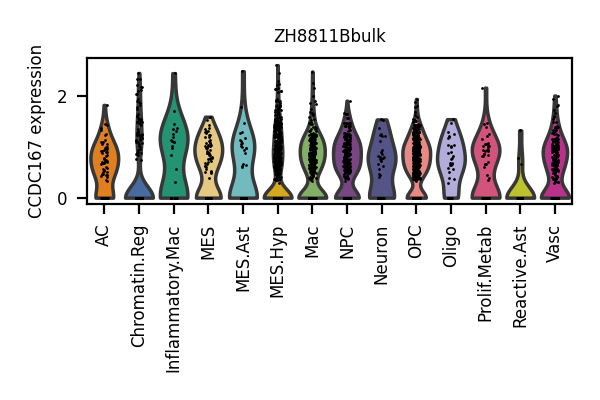 ZH8811Bbulk
CCDC167 expression
2
0
AC
Chromatin.Reg
Inflammatory.Mac
MES
MES.Ast
MES.Hyp
Mac
NPC
Neuron
OPC
Oligo
Prolif.Metab
Reactive.Ast
Vasc